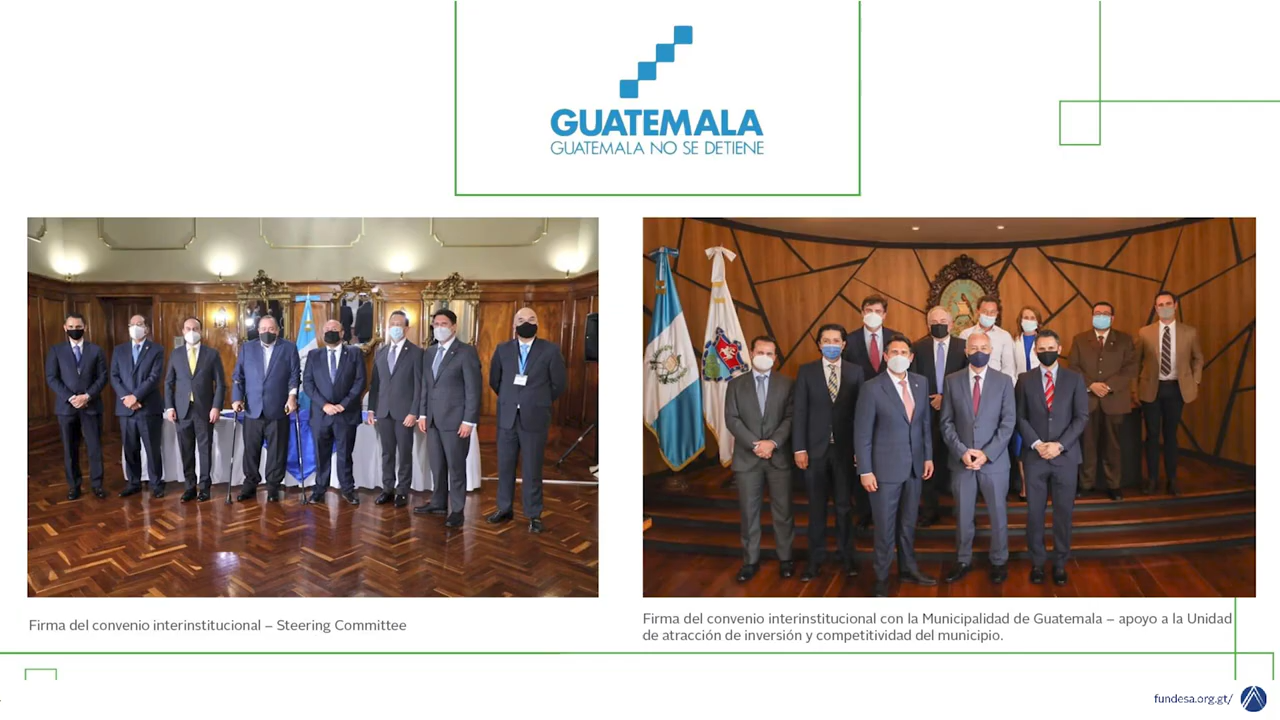 GUATEMALA
GUATEMALA NO SE DETIENE
Firma del convenio interinstitucional – Steering Committee
Firma del convenio interinstitucional con la Municipalidad de Guatemala – apoyo a la Unidad
de atracción de inversión y competitividad del municipio.
fundesa.org.gt/